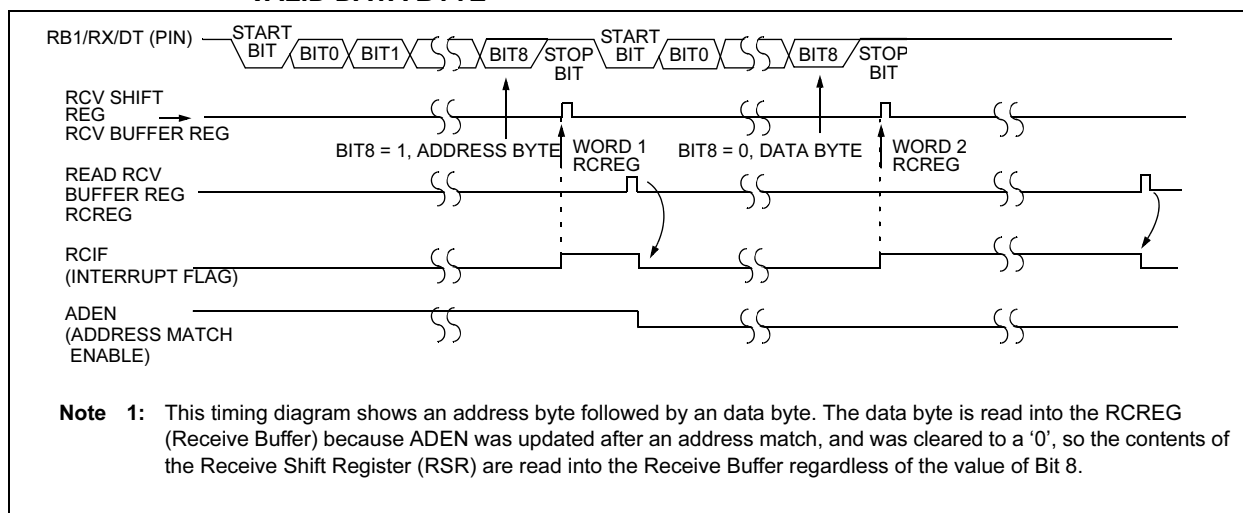 RB1/RX/DT (PIN) START BIT BIT0 BIT1 BIT8 STOP BIT START BIT BIT0 BIT8 STOP BIT
RCV SHIFT
REG
RCV BUFFER REG
BIT8 = 1, ADDRESS BYTE WORD 1 RCREG
BIT8 = 0, DATA BYTE WORD 2 RCREG
READ RCV
BUFFER REG
RCREG
RCIF
(INTERRUPT FLAG)
ADEN
(ADDRESS MATCH
ENABLE)
Note 1: This timing diagram shows an address byte followed by an data byte. The data byte is read into the RCREG
(Receive Buffer) because ADEN was updated after an address match, and was cleared to a ‘0’, so the contents of
the Receive Shift Register (RSR) are read into the Receive Buffer regardless of the value of Bit 8.